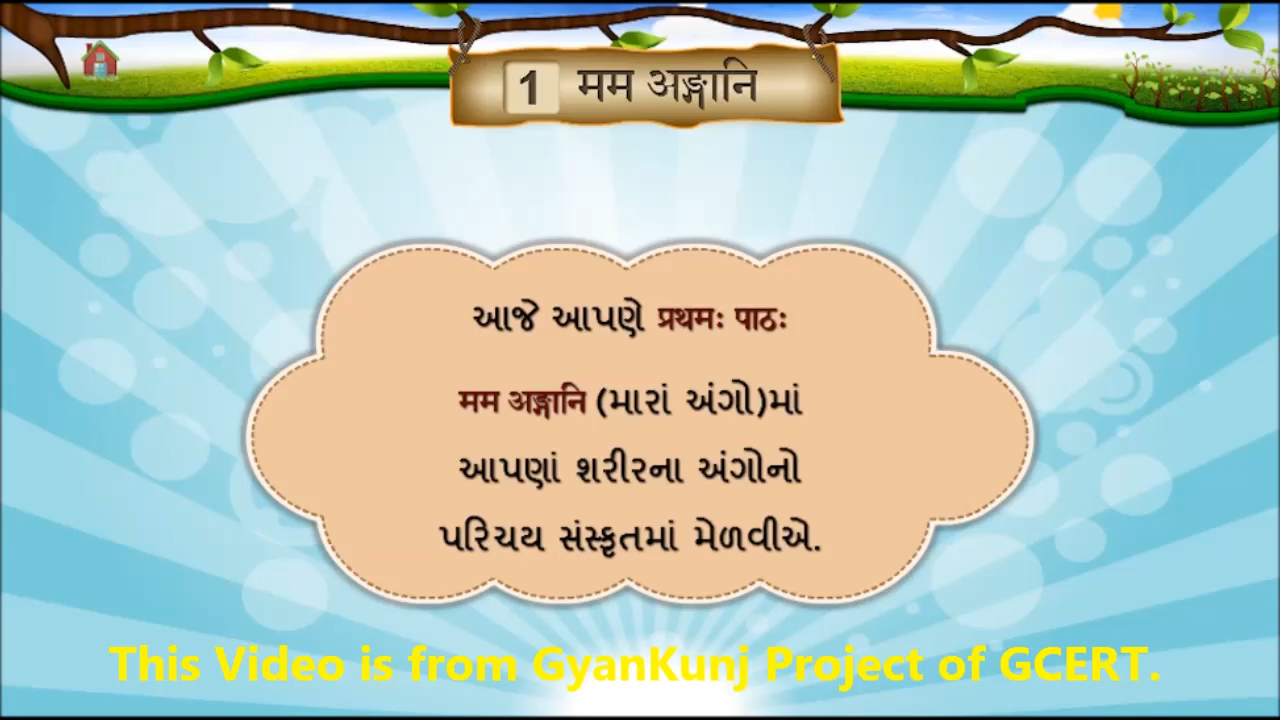 1 मम अङ्गानि
આજે આપણે प्रथमः पाठः
मम अङ्गानि (મારાં અંગો)માં
આપણાં શરીરના અંગોનો
પરિચય સંસ્કૃતમાં મેળવીએ.
This Video is from GyanKunj Project of GCERT.